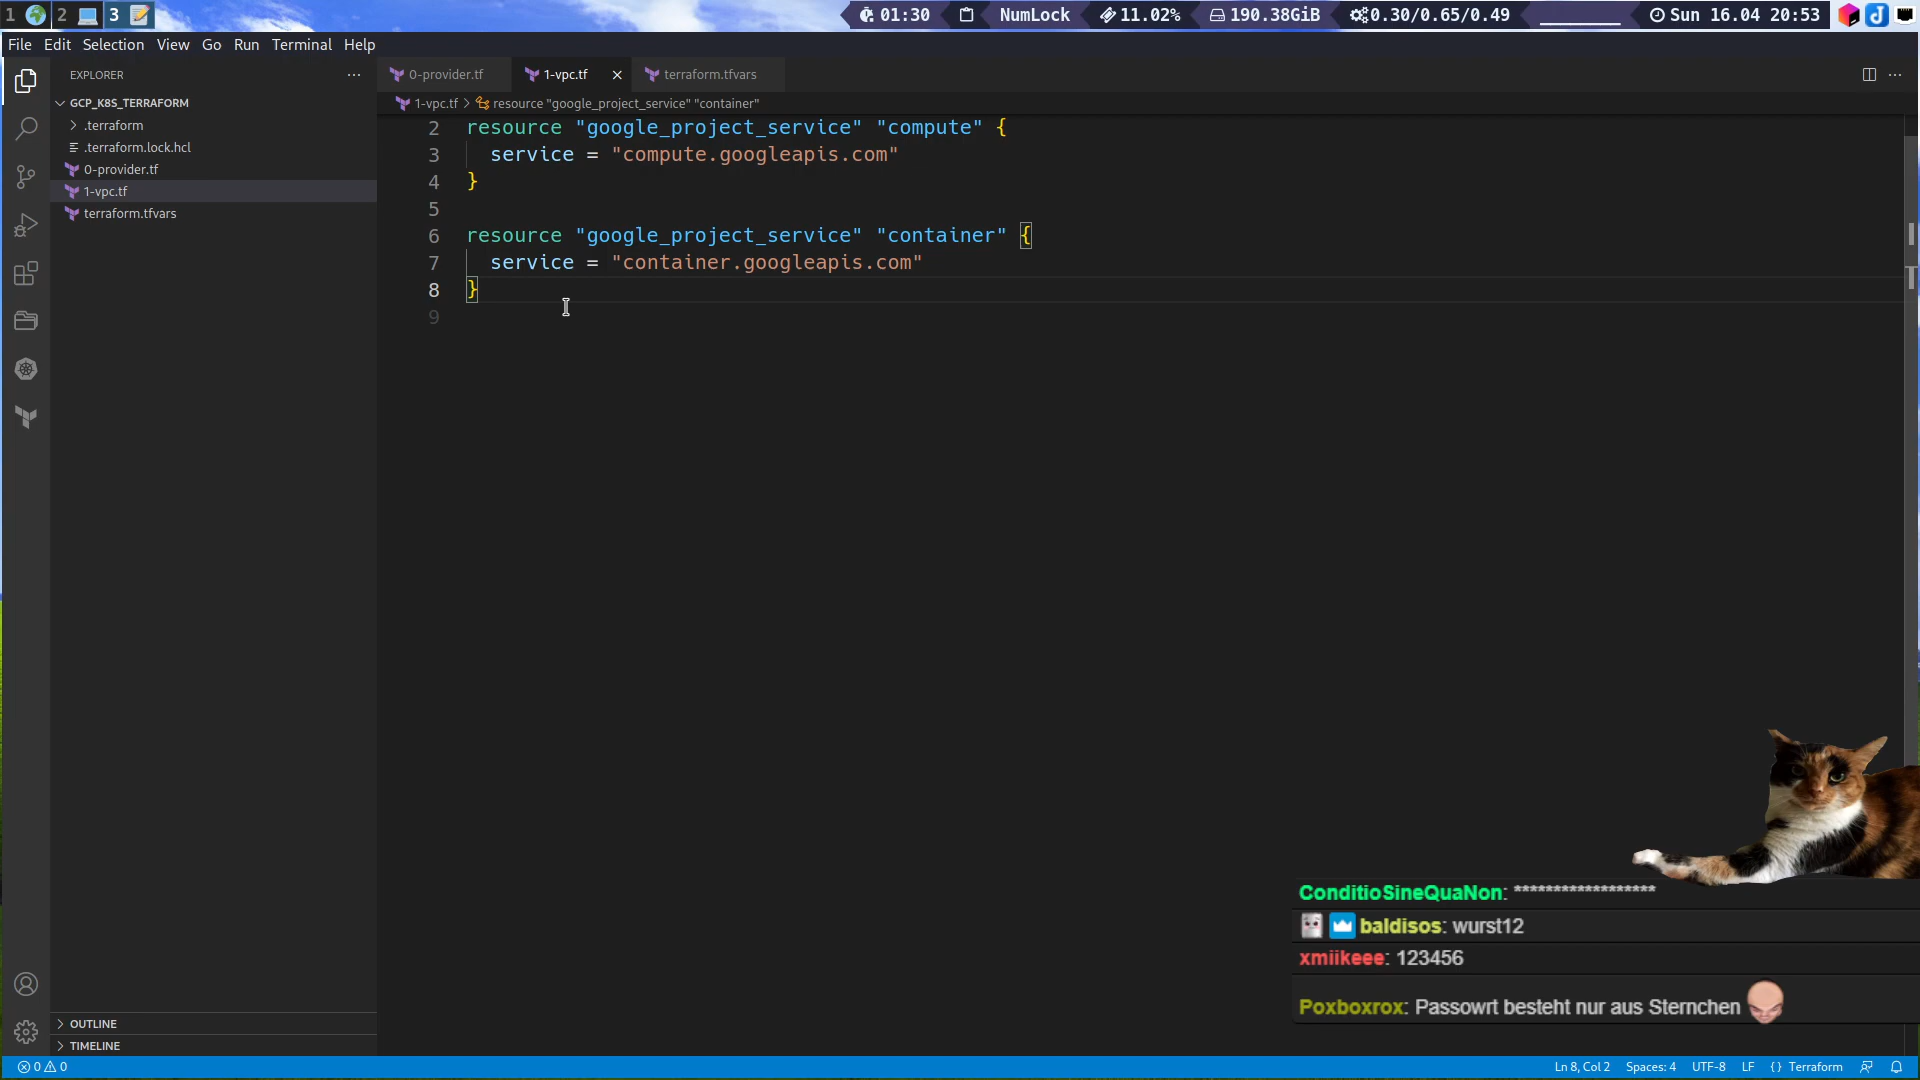 1 2 3 01:30 NumLock 11.02% 190.38GiB 0.30/0.65/0.49 Sun 16.04 20:53
File Edit Selection View Go Run Terminal Help
EXPLORER ···
GCP_K8S_TERRAFORM
.terraform
.terraform.lock.hcl
0-provider.tf
1-vpc.tf
terraform.tfvars
OUTLINE
TIMELINE
0-provider.tf 1-vpc.tf × terraform.tfvars ···
1-vpc.tf > resource "google_project_service" "container"
2 resource "google_project_service" "compute" {
3 service = "compute.googleapis.com"
4 }
5
6 resource "google_project_service" "container" {
7 service = "container.googleapis.com"
8 }
9
ConditioSineQuaNon: ******************
baldisos: wurst12
xmiikeee: 123456
Poxboxrox: Passowrt besteht nur aus Sternchen
0 0 Ln 8, Col 2 Spaces: 4 UTF-8 LF {} Terraform